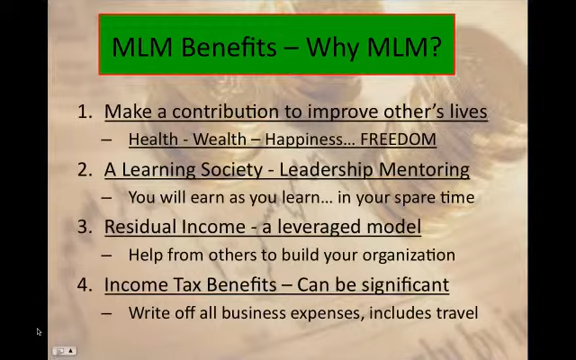 MLM Benefits – Why MLM?
1. Make a contribution to improve other's lives
– Health - Wealth – Happiness... FREEDOM
2. A Learning Society - Leadership Mentoring
– You will earn as you learn... in your spare time
3. Residual Income - a leveraged model
– Help from others to build your organization
4. Income Tax Benefits – Can be significant
– Write off all business expenses, includes travel